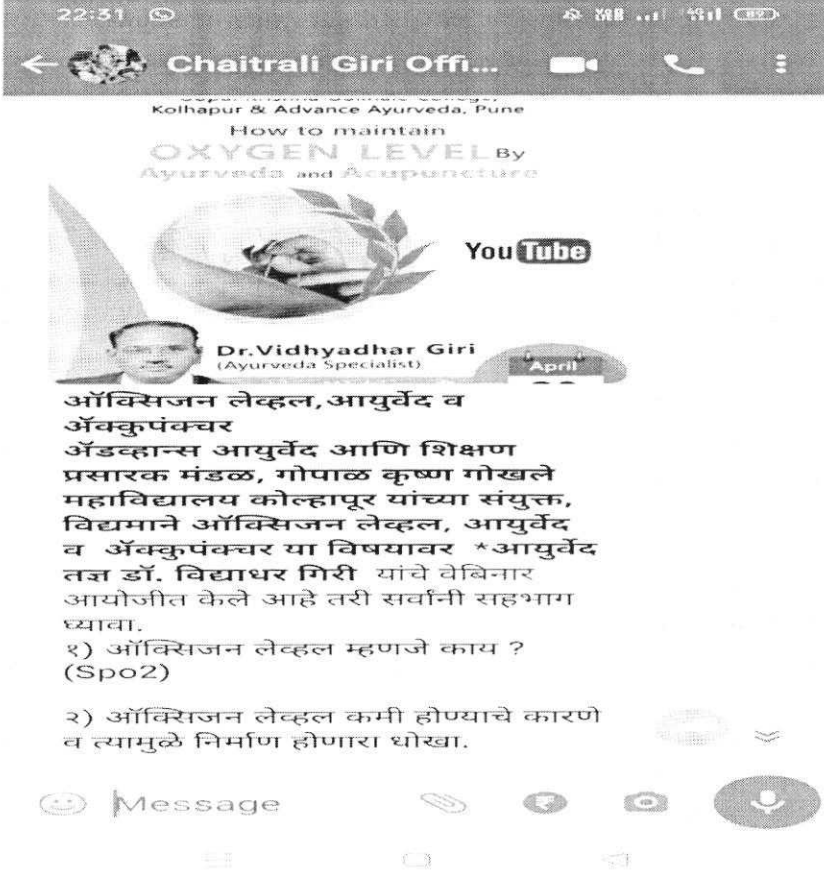 22:31
Chaitrali Giri Offi...
Kolhapur & Advance Ayurveda, Pune
How to maintain
OXYGEN LEVEL By
Ayurveda and Acupuncture
YouTube
Dr.Vidhyadhar Giri
(Ayurveda Specialist)
April
ऑक्सिजन लेव्हल,आयुर्वेद व
ॲक्कुपंक्चर
ॲडव्हान्स आयुर्वेद आणि शिक्षण
प्रसारक मंडळ, गोपाळ कृष्ण गोखले
महाविद्यालय कोल्हापूर यांच्या संयुक्त,
विद्यमाने ऑक्सिजन लेव्हल, आयुर्वेद
व ॲक्कुपंक्चर या विषयावर *आयुर्वेद
तज्ञ डॉ. विद्याधर गिरी यांचे वेबिनार
आयोजीत केले आहे तरी सर्वांनी सहभाग
घ्यावा.
१) ऑक्सिजन लेव्हल म्हणजे काय ?
(Spo2)
२) ऑक्सिजन लेव्हल कमी होण्याचे कारणे
व त्यामुळे निर्माण होणारा धोखा.
Message